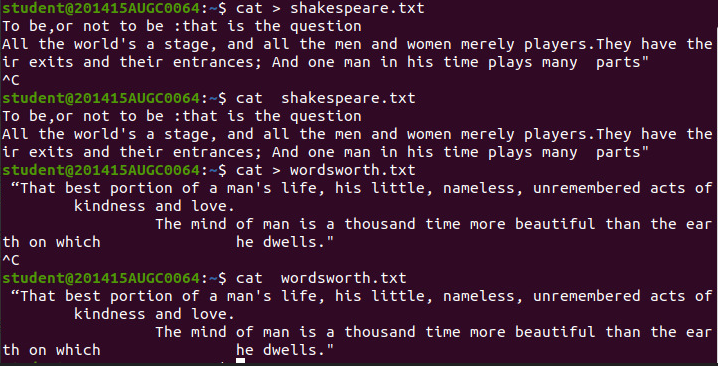 student@201415AUGC0064:~$ cat > shakespeare.txt
To be,or not to be :that is the question
All the world's a stage, and all the men and women merely players.They have the
ir exits and their entrances; And one man in his time plays many  parts"
^C
student@201415AUGC0064:~$ cat  shakespeare.txt
To be,or not to be :that is the question
All the world's a stage, and all the men and women merely players.They have the
ir exits and their entrances; And one man in his time plays many  parts"
student@201415AUGC0064:~$ cat > wordsworth.txt
 “That best portion of a man's life, his little, nameless, unremembered acts of
        kindness and love.
                 The mind of man is a thousand time more beautiful than the ear
th on which               he dwells."
^C
student@201415AUGC0064:~$ cat  wordsworth.txt
 “That best portion of a man's life, his little, nameless, unremembered acts of
        kindness and love.
                 The mind of man is a thousand time more beautiful than the ear
th on which               he dwells."